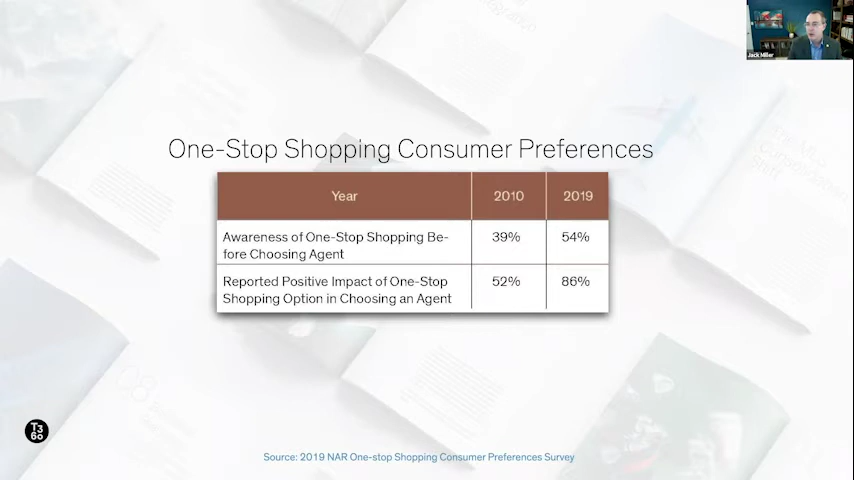 Jack Miller
One-Stop Shopping Consumer Preferences
Year 2010 2019
Awareness of One-Stop Shopping Be-
fore Choosing Agent
39% 54%
Reported Positive Impact of One-Stop
Shopping Option in Choosing an Agent
52% 86%
T3
60
Source: 2019 NAR One-stop Shopping Consumer Preferences Survey